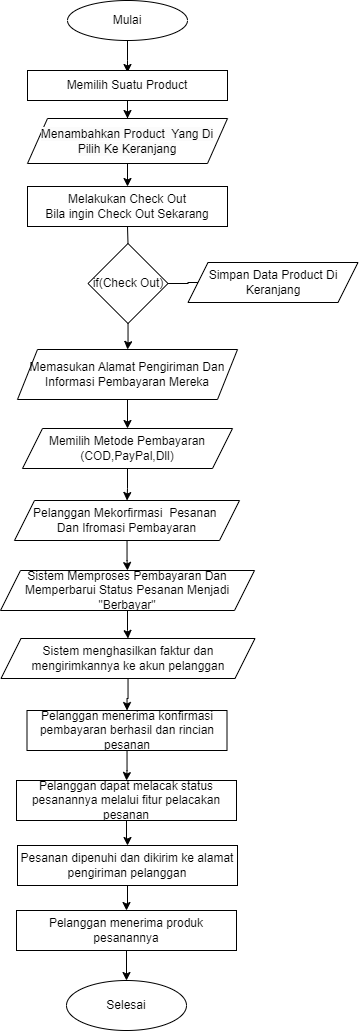 Mulai
Memilih Suatu Product
Menambahkan Product  Yang Di
Pilih Ke Keranjang
Melakukan Check Out
Bila ingin Check Out Sekarang
if(Check Out)
Simpan Data Product Di
Keranjang
Memasukan Alamat Pengiriman Dan
Informasi Pembayaran Mereka
Memilih Metode Pembayaran
(COD,PayPal,Dll)
Pelanggan Mekorfirmasi  Pesanan
Dan Ifromasi Pembayaran
Sistem Memproses Pembayaran Dan
Memperbarui Status Pesanan Menjadi
"Berbayar"
Sistem menghasilkan faktur dan
mengirimkannya ke akun pelanggan
Pelanggan menerima konfirmasi
pembayaran berhasil dan rincian
pesanan
Pelanggan dapat melacak status
pesanannya melalui fitur pelacakan
pesanan
Pesanan dipenuhi dan dikirim ke alamat
pengiriman pelanggan
Pelanggan menerima produk
pesanannya
Selesai